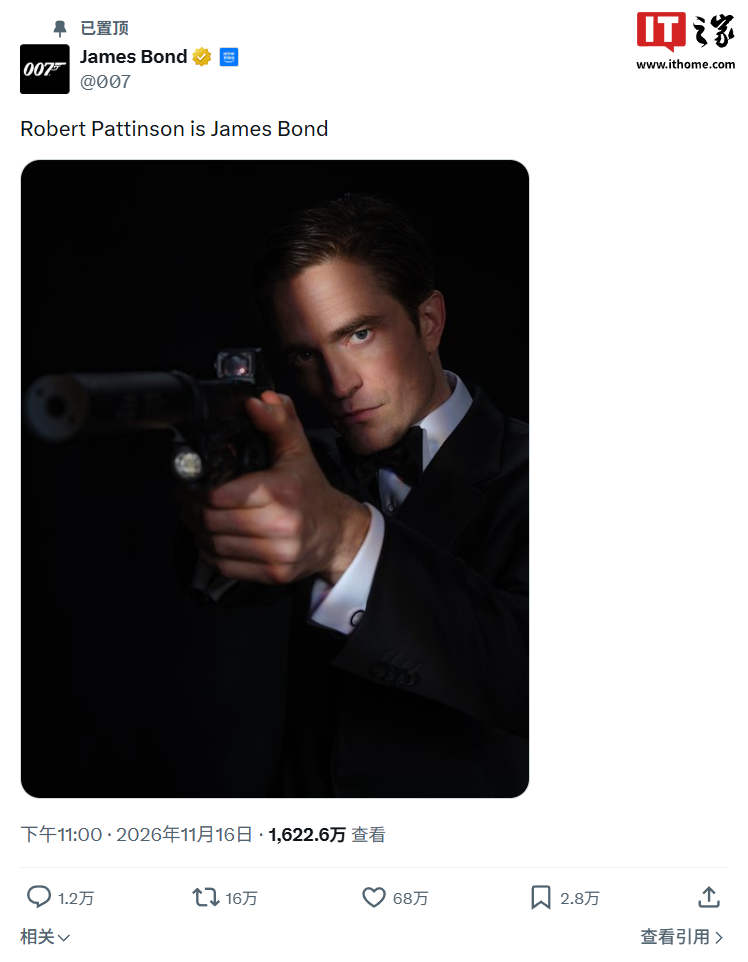 已置顶
IT之家
www.ithome.com
James Bond
@007
007
Robert Pattinson is James Bond
下午11:00 · 2026年11月16日 · 1,622.6万 查看
1.2万
16万
68万
2.8万
相关
查看引用